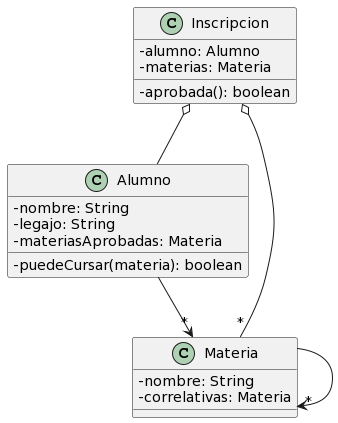 C Inscripcion
-alumno: Alumno
-materias: Materia
-aprobada(): boolean
C Alumno
-nombre: String
-legajo: String
-materiasAprobadas: Materia
-puedeCursar(materia): boolean
* *
C Materia
-nombre: String
-correlativas: Materia
*